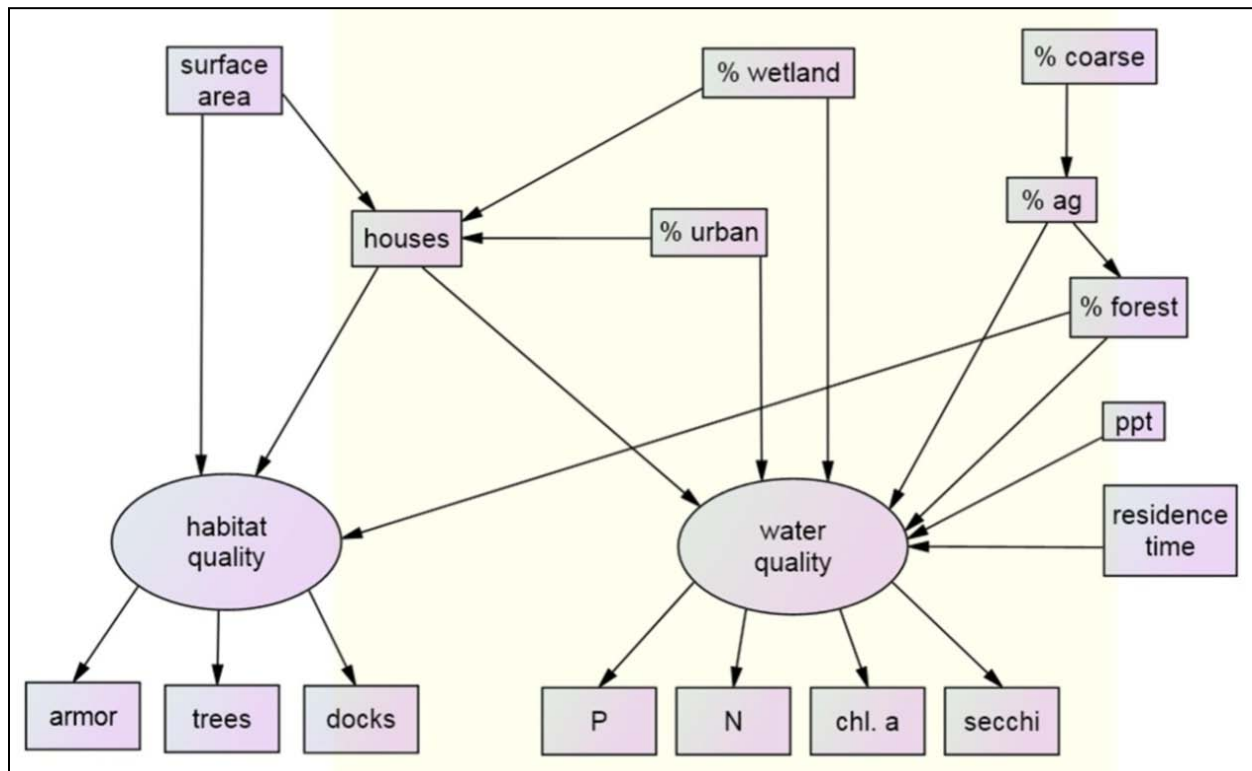 surface
area
% wetland
% coarse
houses
% urban
% ag
% forest
ppt
residence
time
habitat
quality
water
quality
armor
trees
docks
P
N
chl. a
secchi